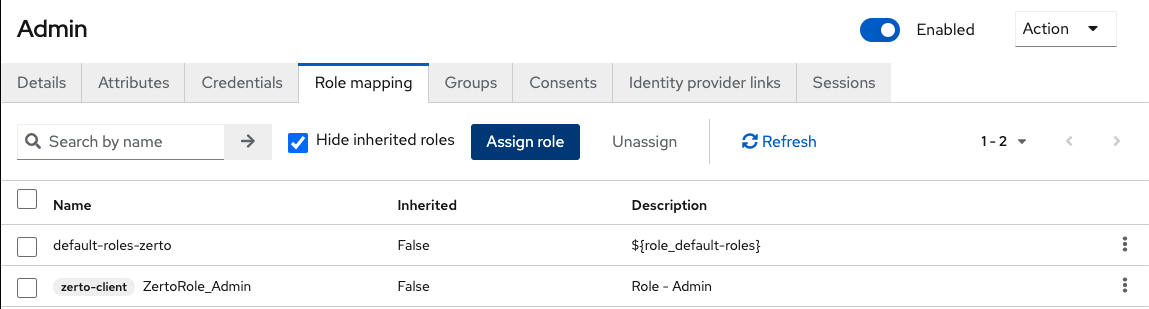 Admin
Enabled
Action
Details Attributes Credentials Role mapping Groups Consents Identity provider links Sessions
Search by name Hide inherited roles Assign role Unassign Refresh 1 - 2
Name Inherited Description
default-roles-zerto False ${role_default-roles}
zerto-client ZertoRole_Admin False Role - Admin